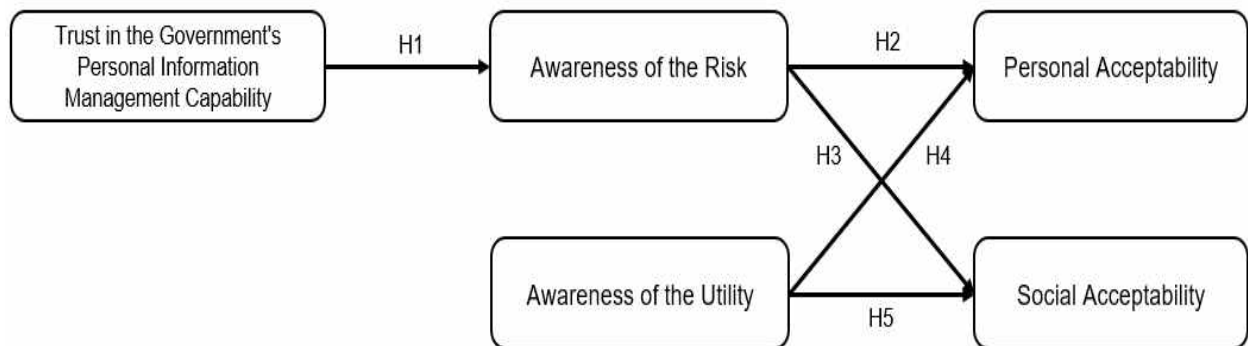 Trust in the Government's
Personal Information
Management Capability
H1
Awareness of the Risk
H2
Personal Acceptability
H3
H4
Awareness of the Utility
H5
Social Acceptability